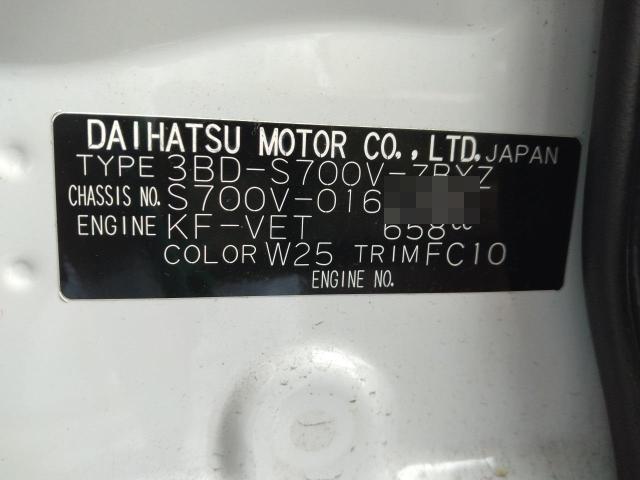 DAIHATSU MOTOR CO., LTD. JAPAN
TYPE 3BD-S700V-ZBXZ
CHASSIS NO. S700V-016
ENGINE KF-VET 658cc
COLOR W25 TRIM FC10
ENGINE NO.